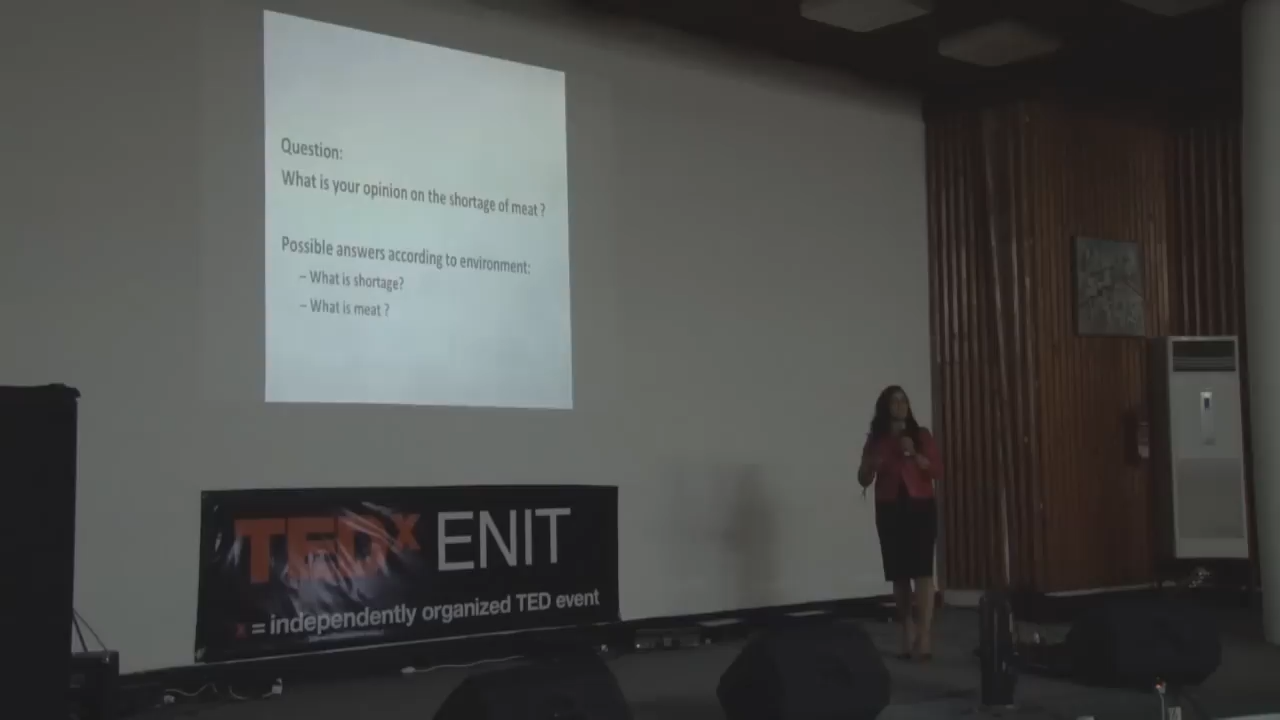 Question:
What is your opinion on the shortage of meat ?
Possible answers according to environment:
– What is shortage?
– What is meat ?
TEDx ENIT
x = independently organized TED event